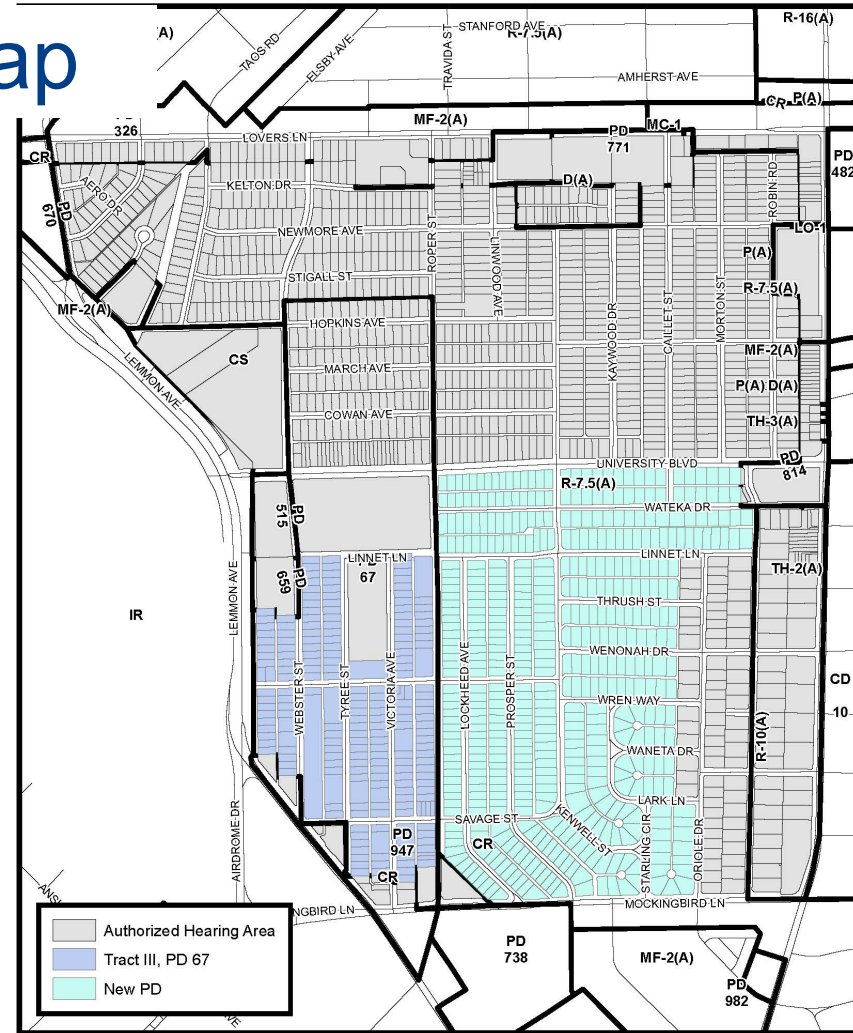 ap
(A)
TAOS RD
ELSBY AVE
TRAVIDA ST
STANFORD AVE
R-7.5(A)
R-16(A)
AMHERST AVE
CR
P(A)
MF-2(A)
MC-1
326
PD
771
PD
482
LOVERS LN
CR
AERO DR
KELTON DR
D(A)
ROBIN RD
PD
670
NEWMORE AVE
ROPER ST
LINWOOD AVE
LO-1
P(A)
STIGALL ST
R-7.5(A)
MF-2(A)
HOPKINS AVE
KAYWOOD DR
CAILLET ST
MORTON ST
CS
LEMMON AVE
MARCH AVE
MF-2(A)
P(A)
D(A)
COWAN AVE
TH-3(A)
UNIVERSITY BLVD
PD
814
R-7.5(A)
PD
515
WATEKA DR
LINNET LN
LINNET LN
PD
659
67
TH-2(A)
IR
LEMMON AVE
THRUSH ST
WEBSTER ST
TYREE ST
VICTORIA AVE
LOCKHEED AVE
PROSPER ST
WENONAH DR
CD
10
WREN WAY
R-10(A)
WANETA DR
LARK LN
SAVAGE ST
KENWELL ST
STARLING CIR
ORIOLE DR
PD
947
CR
AIRDROME DR
CR
MOCKINGBIRD LN
NGBIRD LN
Authorized Hearing Area
Tract III, PD 67
New PD
PD
738
MF-2(A)
PD
982